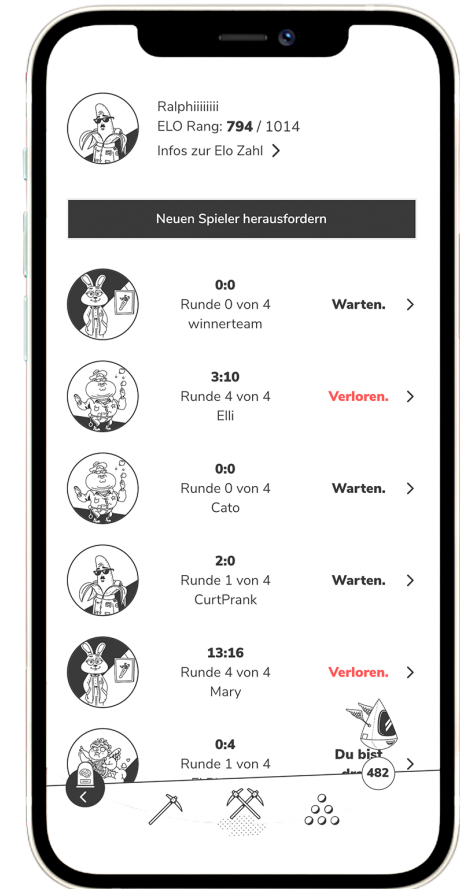 Ralphiiiiiiii
ELO Rang: 794 / 1014
Infos zur Elo Zahl
Neuen Spieler herausfordern
0:0
Runde 0 von 4
winnerteam
Warten.
3:10
Runde 4 von 4
Elli
Verloren.
0:0
Runde 0 von 4
Cato
Warten.
2:0
Runde 1 von 4
CurtPrank
Warten.
13:16
Runde 4 von 4
Mary
Verloren.
0:4
Runde 1 von 4
Du bist
482